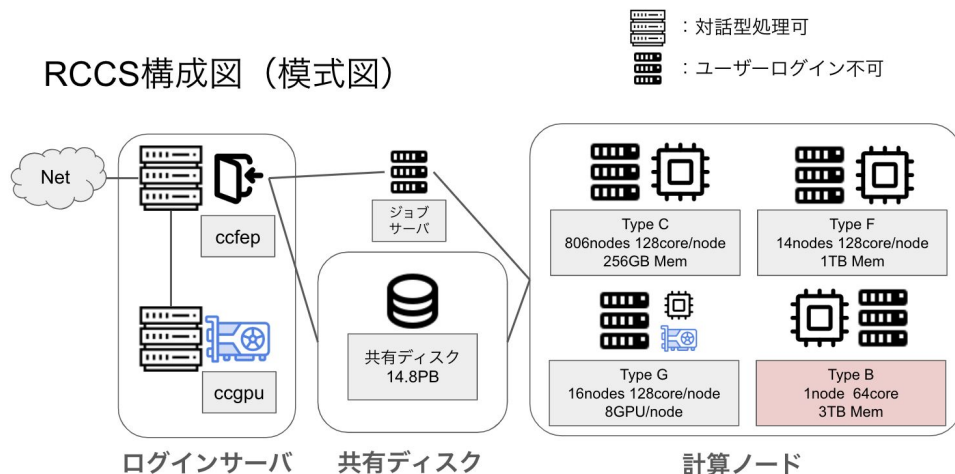 ：対話型処理可
RCCS構成図（模式図）
：ユーザーログイン不可
Net
ccfep
ジョブ
サーバ
Type C
806nodes 128core/node
256GB Mem
Type F
14nodes 128core/node
1TB Mem
共有ディスク
14.8PB
ccgpu
Type G
16nodes 128core/node
8GPU/node
Type B
1node 64core
3TB Mem
ログインサーバ
共有ディスク
計算ノード